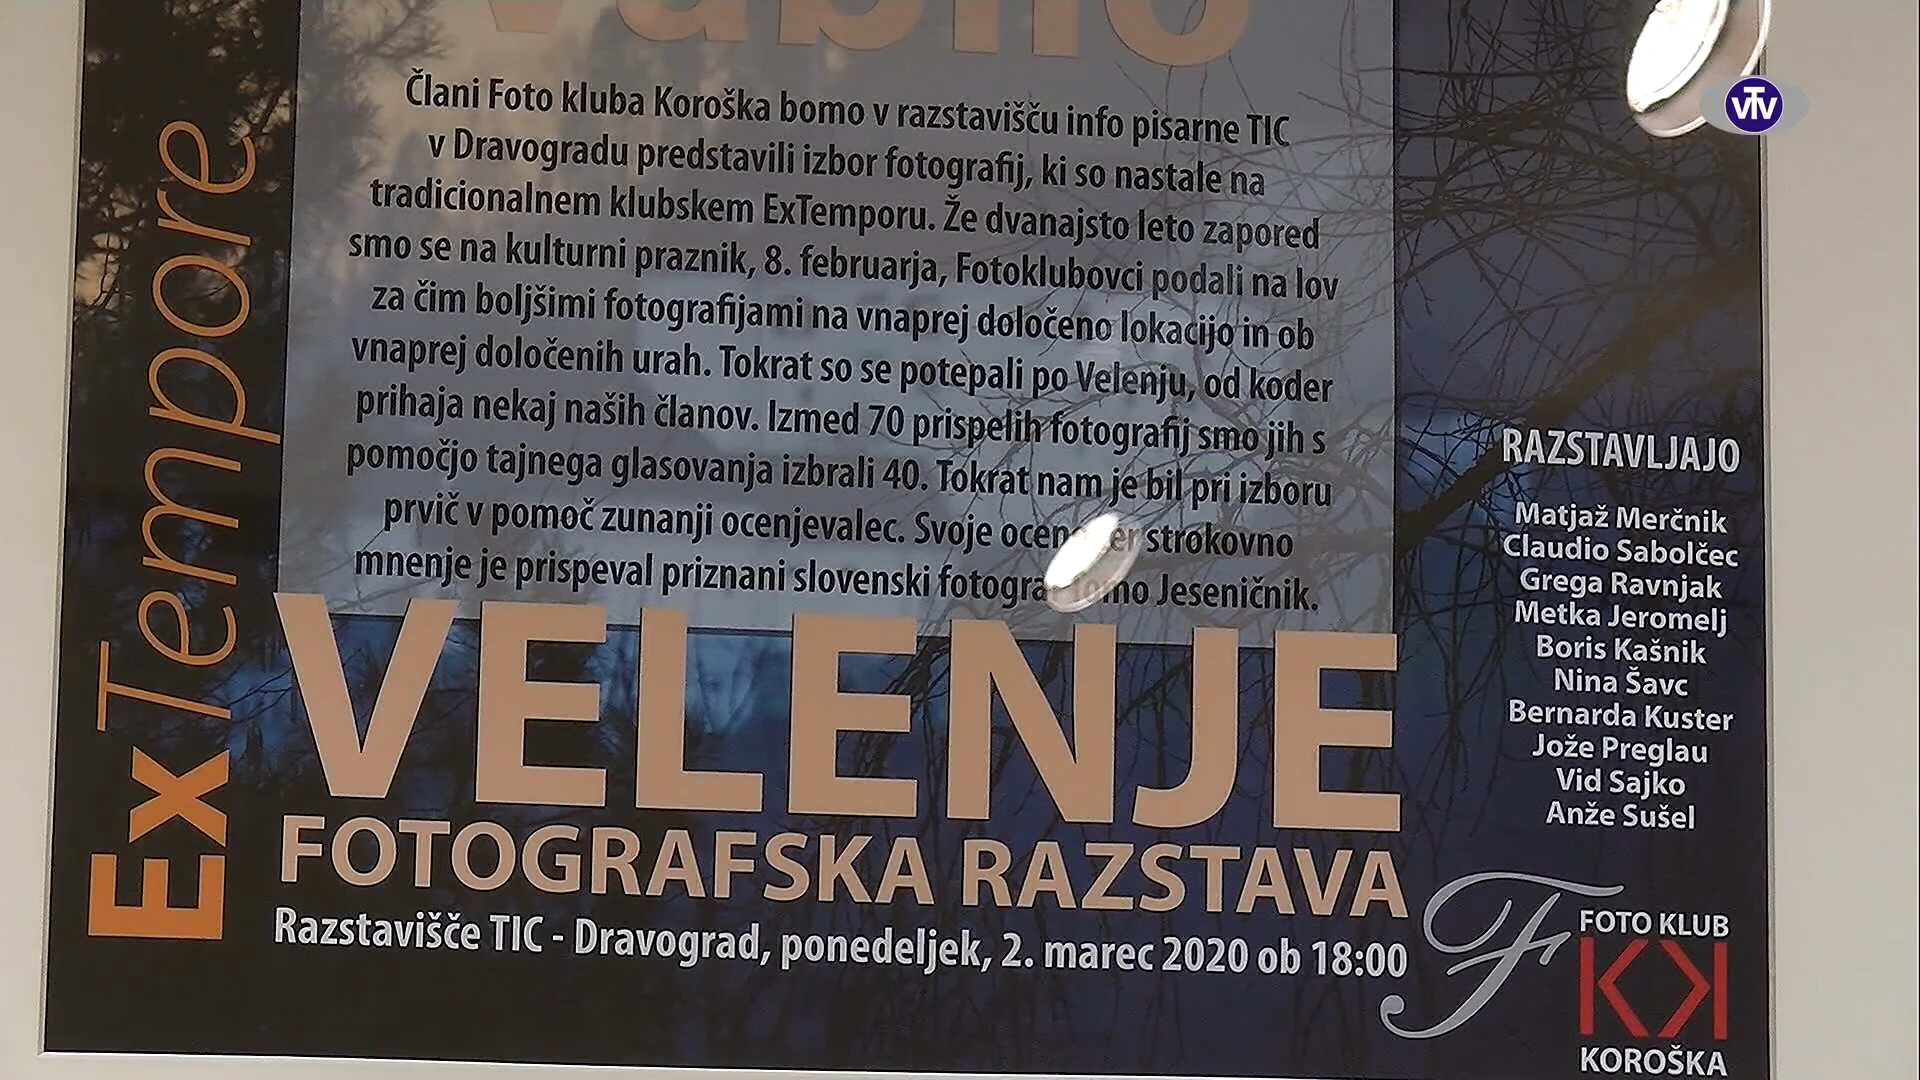 vabilo
Člani Foto kluba Koroška bomo v razstavišču info pisarne TIC
v Dravogradu predstavili izbor fotografij, ki so nastale na
tradicionalnem klubskem ExTemporu. Že dvanajsto leto zapored
smo se na kulturni praznik, 8. februarja, Fotoklubovci podali na lov
za čim boljšimi fotografijami na vnaprej določeno lokacijo in ob
vnaprej določenih urah. Tokrat so se potepali po Velenju, od koder
prihaja nekaj naših članov. Izmed 70 prispelih fotografij smo jih s
pomočjo tajnega glasovanja izbrali 40. Tokrat nam je bil pri izboru
prvič v pomoč zunanji ocenjevalec. Svoje strokovno
mnenje je prispeval priznani slovenski Jeseničnik.
ExTempore
VELENJE
FOTOGRAFSKA RAZSTAVA
Razstavišče TIC - Dravograd, ponedeljek, 2. marec 2020 ob 18:00
RAZSTAVLJAJO
Matjaž Merčnik
Claudio Sabolčec
Grega Ravnjak
Metka Jeromelj
Boris Kašnik
Nina Šavc
Bernarda Kuster
Jože Preglau
Vid Sajko
Anže Sušel
F
FOTO KLUB
KK
KOROŠKA
VTV